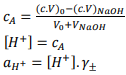 c_A = ((c.V)_0−(c.V)_NaOH)/(V_0+V_NaOH)
[H⁺] = c_A
a_H⁺ = [H⁺].γ_±